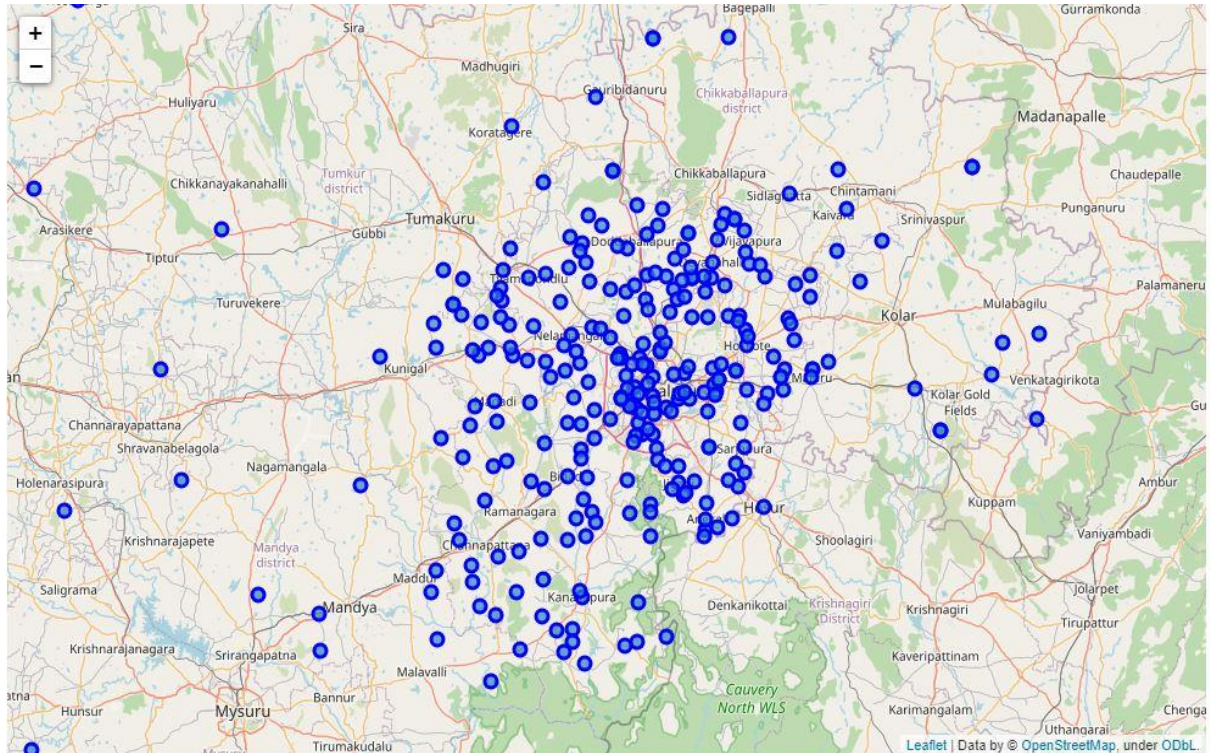 Bagepalli
Gurramkonda
+
Sira
−
Madhugiri
Gauribidanuru
Chikkaballapura
district
Huliyaru
Madanapalle
Koratagere
Chikkanayakanahalli
Tumkur
district
Chikkaballapura
Chaudepalle
Sidlaghatta
Chintamani
Kaivara
Srinivaspur
Punganuru
Arasikere
Gubbi
Tumakuru
Vijayapura
Tiptur
Palamaneru
Turuvekere
Mulabagilu
Kolar
Kunigal
Venkatagirikota
Kolar Gold
Fields
Channarayapattana
Shravanabelagola
Nagamangala
Holenarasipura
Ambur
Kuppam
Ramanagara
Krishnarajapete
Mandya
district
Channapattana
Vaniyambadi
Shoolagiri
Saligrama
Maddur
Jolarpet
Mandya
Denkanikottai
Krishnagiri
District
Krishnagiri
Tirupattur
Krishnarajanagara
Srirangapatna
Kaveripattinam
Malavalli
Bannur
Cauvery
North WLS
Hunsur
Mysuru
Karimangalam
Uthangarai
Tirumakudalu
Leaflet | Data by © OpenStreetMap, under ODbL.